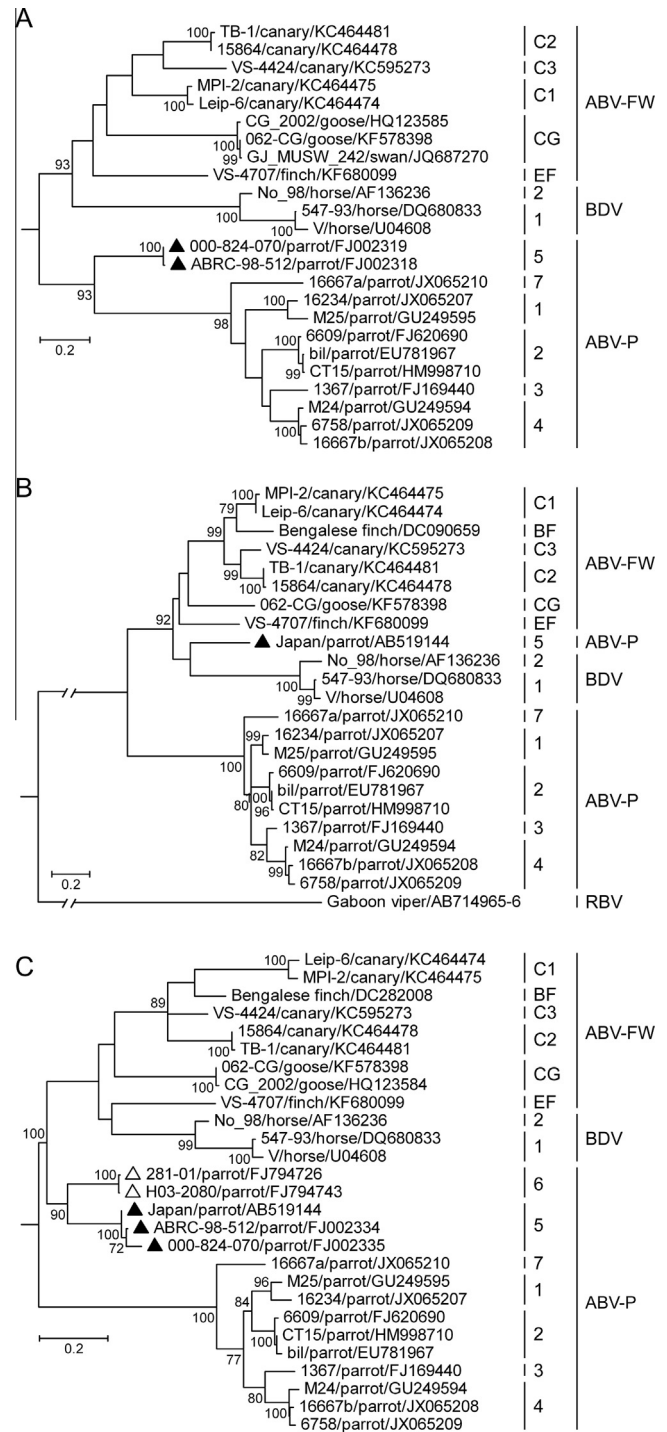 A
TB-1/canary/KC464481
100
15864/canary/KC464478
C2
VS-4424/canary/KC595273
C3
MPI-2/canary/KC464475
100
Leip-6/canary/KC464474
C1
ABV-FW
CG_2002/goose/HQ123585
100
062-CG/goose/KF578398
99
GJ_MUSW_242/swan/JQ687270
CG
93
VS-4707/finch/KF680099
EF
No_98/horse/AF136236
2
100
547-93/horse/DQ680833
100
V/horse/U04608
1
BDV
100
000-824-070/parrot/FJ002319
ABRC-98-512/parrot/FJ002318
5
93
16667a/parrot/JX065210
7
98
16234/parrot/JX065207
100
M25/parrot/GU249595
1
6609/parrot/FJ620690
100
bil/parrot/EU781967
99
CT15/parrot/HM998710
2
ABV-P
1367/parrot/FJ169440
3
M24/parrot/GU249594
100
6758/parrot/JX065209
16667b/parrot/JX065208
4
0.2
B
100
MPI-2/canary/KC464475
79
Leip-6/canary/KC464474
C1
99
Bengalese finch/DC090659
BF
VS-4424/canary/KC595273
C3
99
TB-1/canary/KC464481
100
15864/canary/KC464478
C2
ABV-FW
062-CG/goose/KF578398
CG
92
VS-4707/finch/KF680099
EF
Japan/parrot/AB519144
5
ABV-P
No_98/horse/AF136236
2
100
547-93/horse/DQ680833
99
V/horse/U04608
1
BDV
16667a/parrot/JX065210
7
99
16234/parrot/JX065207
100
M25/parrot/GU249595
1
6609/parrot/FJ620690
80
100
bil/parrot/EU781967
96
CT15/parrot/HM998710
2
ABV-P
1367/parrot/FJ169440
3
82
M24/parrot/GU249594
99
16667b/parrot/JX065208
6758/parrot/JX065209
4
0.2
Gaboon viper/AB714965-6
RBV
C
100
Leip-6/canary/KC464474
MPI-2/canary/KC464475
C1
89
Bengalese finch/DC282008
BF
VS-4424/canary/KC595273
C3
15864/canary/KC464478
100
TB-1/canary/KC464481
C2
ABV-FW
062-CG/goose/KF578398
100
CG_2002/goose/HQ123584
CG
VS-4707/finch/KF680099
EF
No_98/horse/AF136236
2
99
547-93/horse/DQ680833
100
V/horse/U04608
1
BDV
100
100
281-01/parrot/FJ794726
H03-2080/parrot/FJ794743
6
90
Japan/parrot/AB519144
100
ABRC-98-512/parrot/FJ002334
72
000-824-070/parrot/FJ002335
5
16667a/parrot/JX065210
7
100
96
M25/parrot/GU249595
84
16234/parrot/JX065207
1
6609/parrot/FJ620690
100
CT15/parrot/HM998710
bil/parrot/EU781967
2
ABV-P
77
1367/parrot/FJ169440
3
80
M24/parrot/GU249594
100
16667b/parrot/JX065208
6758/parrot/JX065209
4
0.2